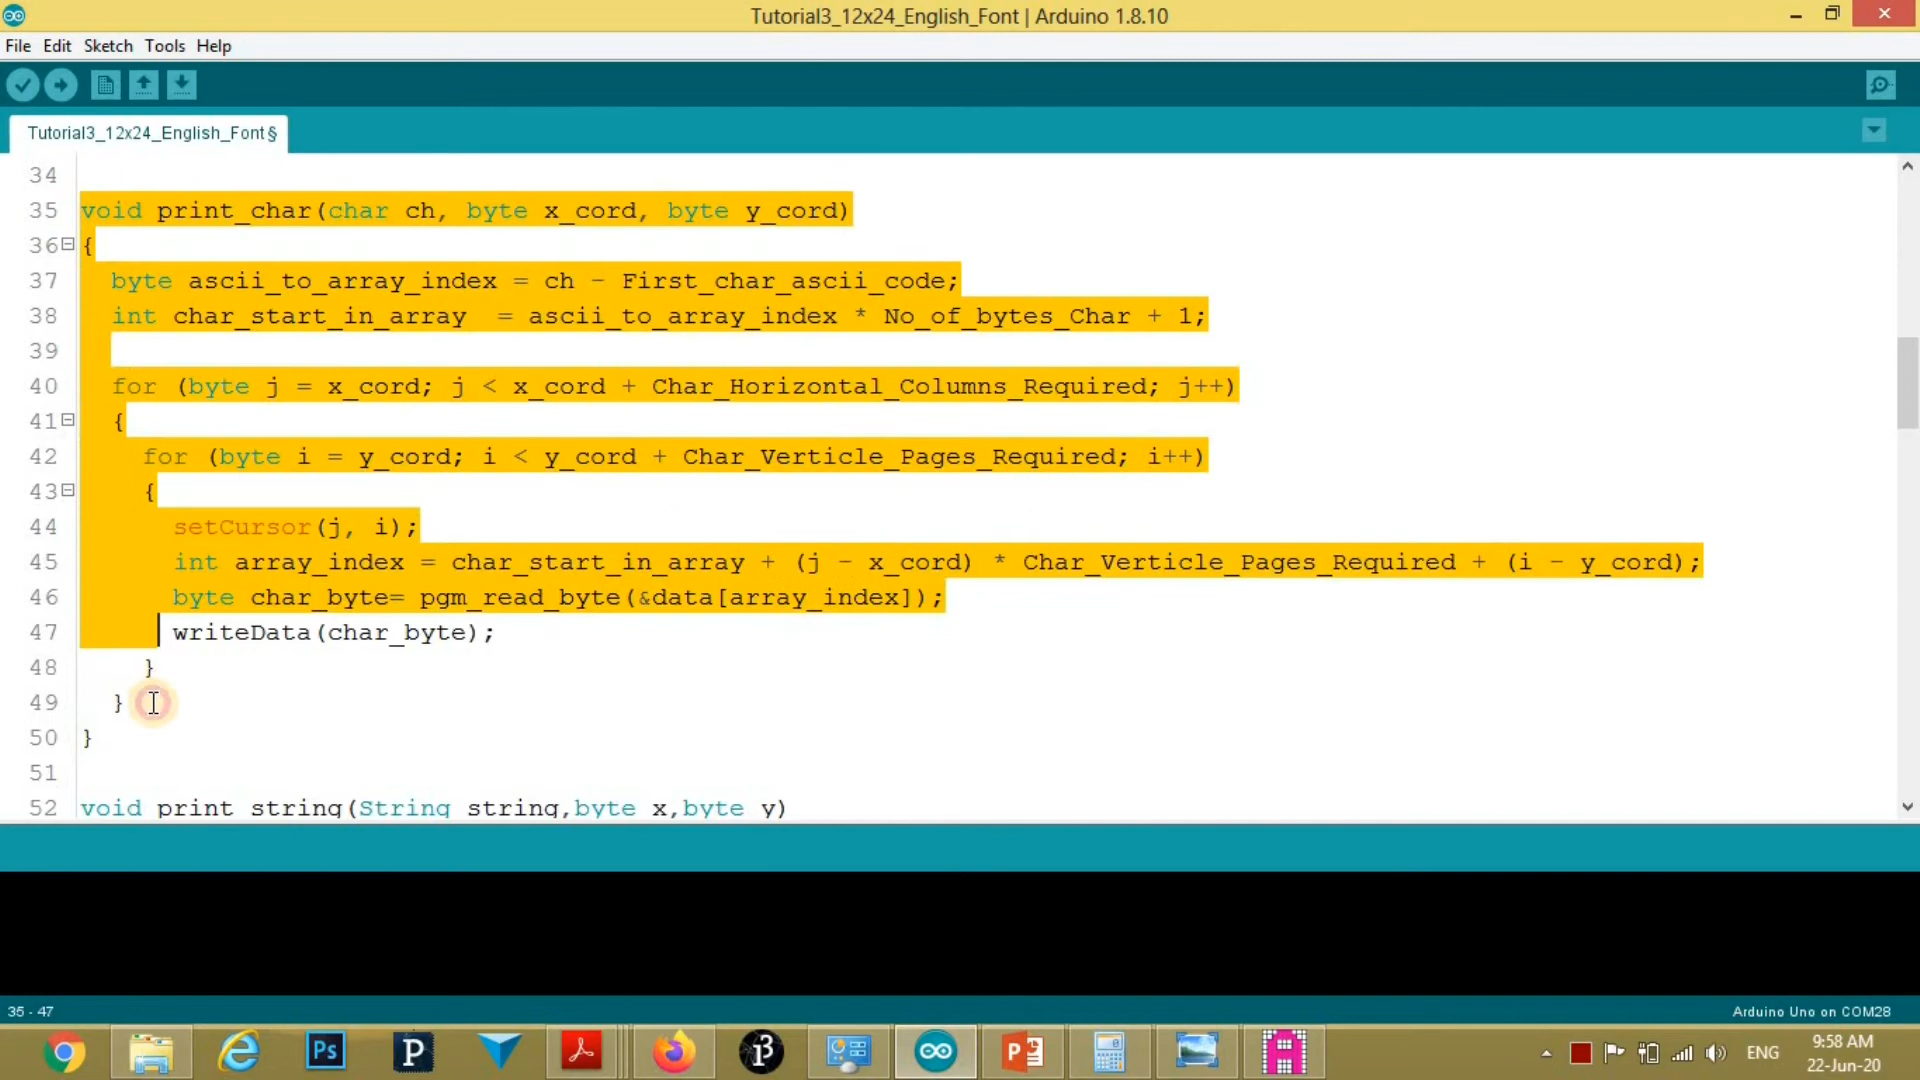 Tutorial3_12x24_English_Font | Arduino 1.8.10
File Edit Sketch Tools Help
Tutorial3_12x24_English_Font§
34
35 void print_char(char ch, byte x_cord, byte y_cord)
36 {
37 byte ascii_to_array_index = ch - First_char_ascii_code;
38 int char_start_in_array = ascii_to_array_index * No_of_bytes_Char + 1;
39
40 for (byte j = x_cord; j < x_cord + Char_Horizontal_Columns_Required; j++)
41 {
42 for (byte i = y_cord; i < y_cord + Char_Verticle_Pages_Required; i++)
43 {
44 setCursor(j, i);
45 int array_index = char_start_in_array + (j - x_cord) * Char_Verticle_Pages_Required + (i - y_cord);
46 byte char_byte= pgm_read_byte(&data[array_index]);
47 writeData(char_byte);
48 }
49 }
50 }
51
52 void print_string(String string,byte x,byte y)
35 - 47
Arduino Uno on COM28
Ps
P
i3
P
ENG
9:58 AM
22-Jun-20